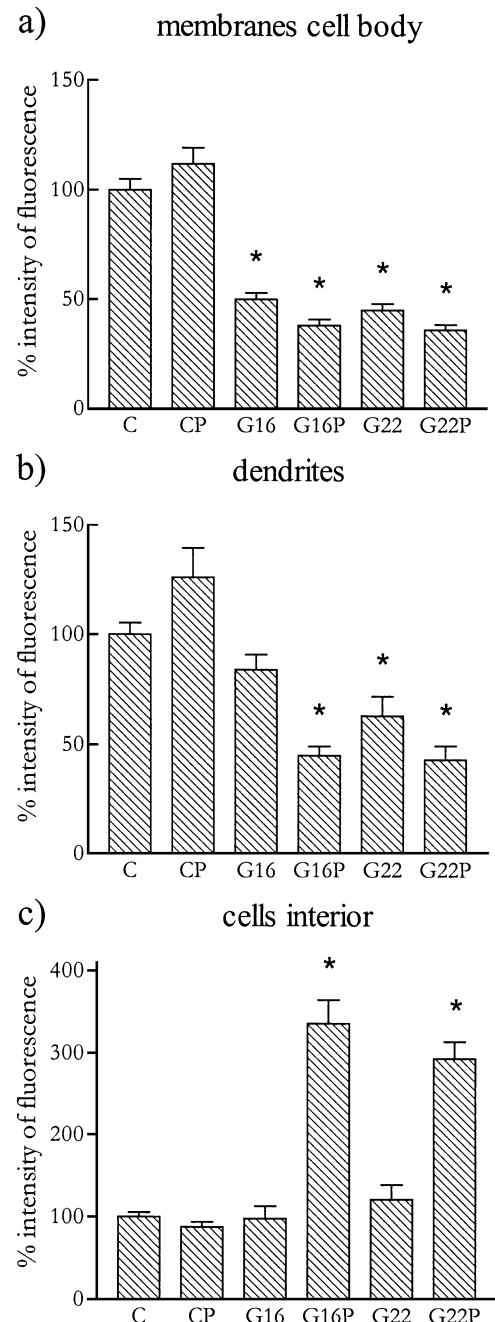 a) membranes cell body
% intensity of fluorescence
150
100
50
0
* * * *
C CP G16 G16P G22 G22P
b) dendrites
% intensity of fluorescence
150
100
50
0
* * *
C CP G16 G16P G22 G22P
c) cells interior
% intensity of fluorescence
400
300
200
100
0
* *
C CP G16 G16P G22 G22P